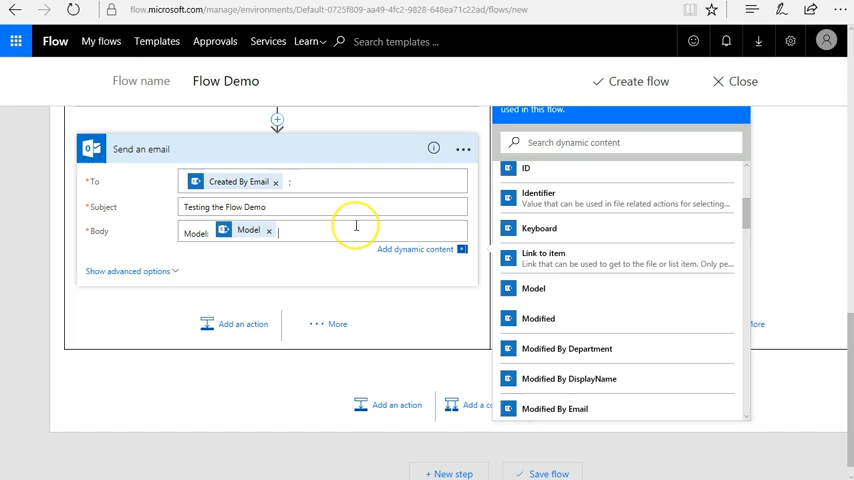 flow.microsoft.com/manage/environments/Default-0725f809-aa49-4fc2-9828-648ea71c22ad/flows/new
Flow My flows Templates Approvals Services Learn Search templates ...
Flow name Flow Demo Create flow Close
used in this flow.
Send an email
Search dynamic content
* To Created By Email × ;
* Subject Testing the Flow Demo
* Body Model: Model ×
Add dynamic content
Show advanced options
Add an action
More
ID
Identifier
Value that can be used in file related actions for selecting...
Keyboard
Link to item
Link that can be used to get to the file or list item. Only pe...
Model
Modified
Modified By Department
Modified By DisplayName
Modified By Email
ore
Add an action Add a co
+ New step Save flow